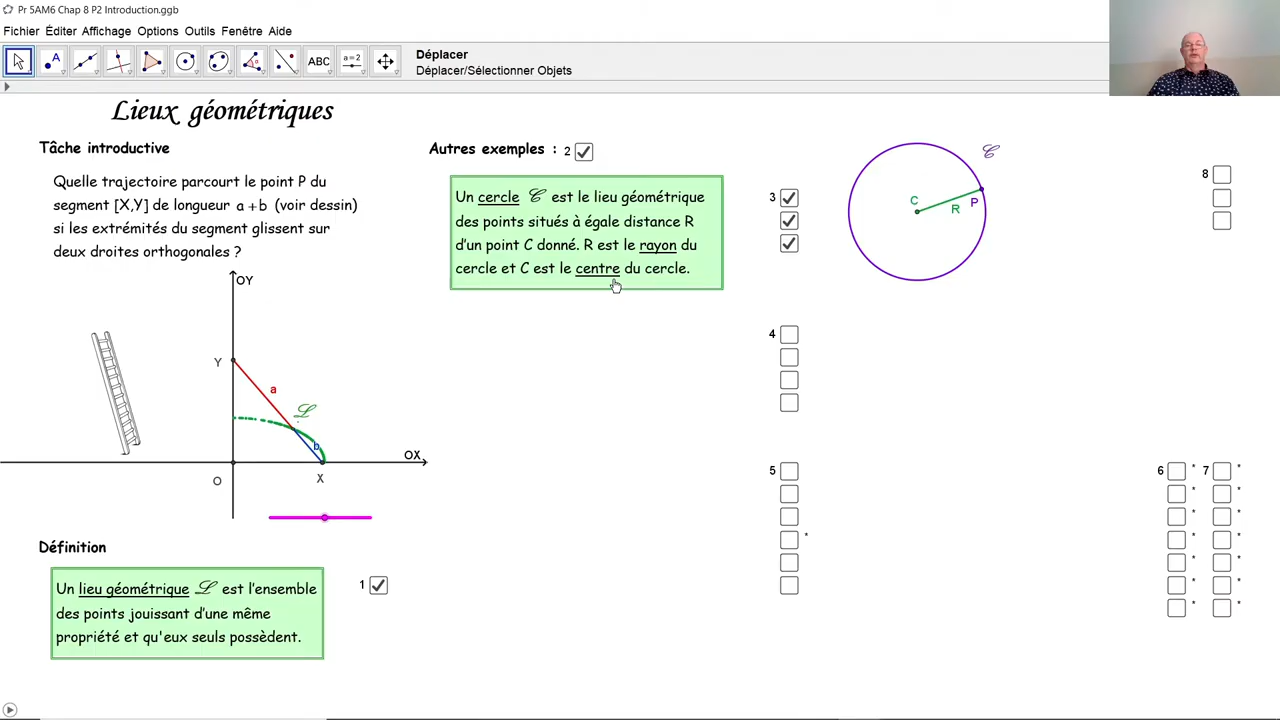 Pr 5AM6 Chap 8 P2 Introduction.ggb
Fichier Éditer Affichage Options Outils Fenêtre Aide
A
ABC
a=2
Déplacer
Déplacer/Sélectionner Objets
Lieux géométriques
Tâche introductive
Quelle trajectoire parcourt le point P du
segment [X,Y] de longueur a+b (voir dessin)
si les extrémités du segment glissent sur
deux droites orthogonales ?
OY
Y
a
ℒ
b
OX
O
X
Définition
Un lieu géométrique ℒ est l'ensemble
des points jouissant d'une même
propriété et qu'eux seuls possèdent.
1
Autres exemples : 2
Un cercle 𝒞 est le lieu géométrique
des points situés à égale distance R
d'un point C donné. R est le rayon du
cercle et C est le centre du cercle.
3
𝒞
C
R
P
4
5
*
8
6 * 7 *
* *
* *
* *
* *
* *
* *